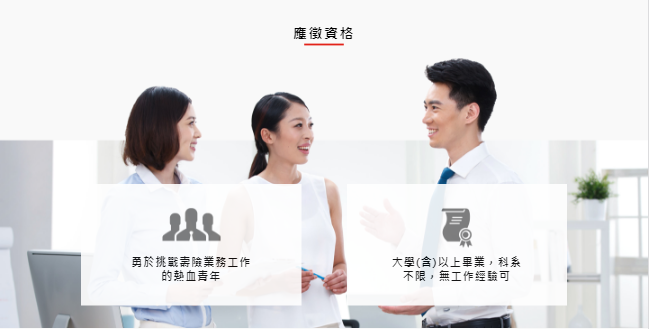 應徵資格
勇於挑戰壽險業務工作
的熱血青年
大學(含)以上畢業，科系
不限，無工作經驗可